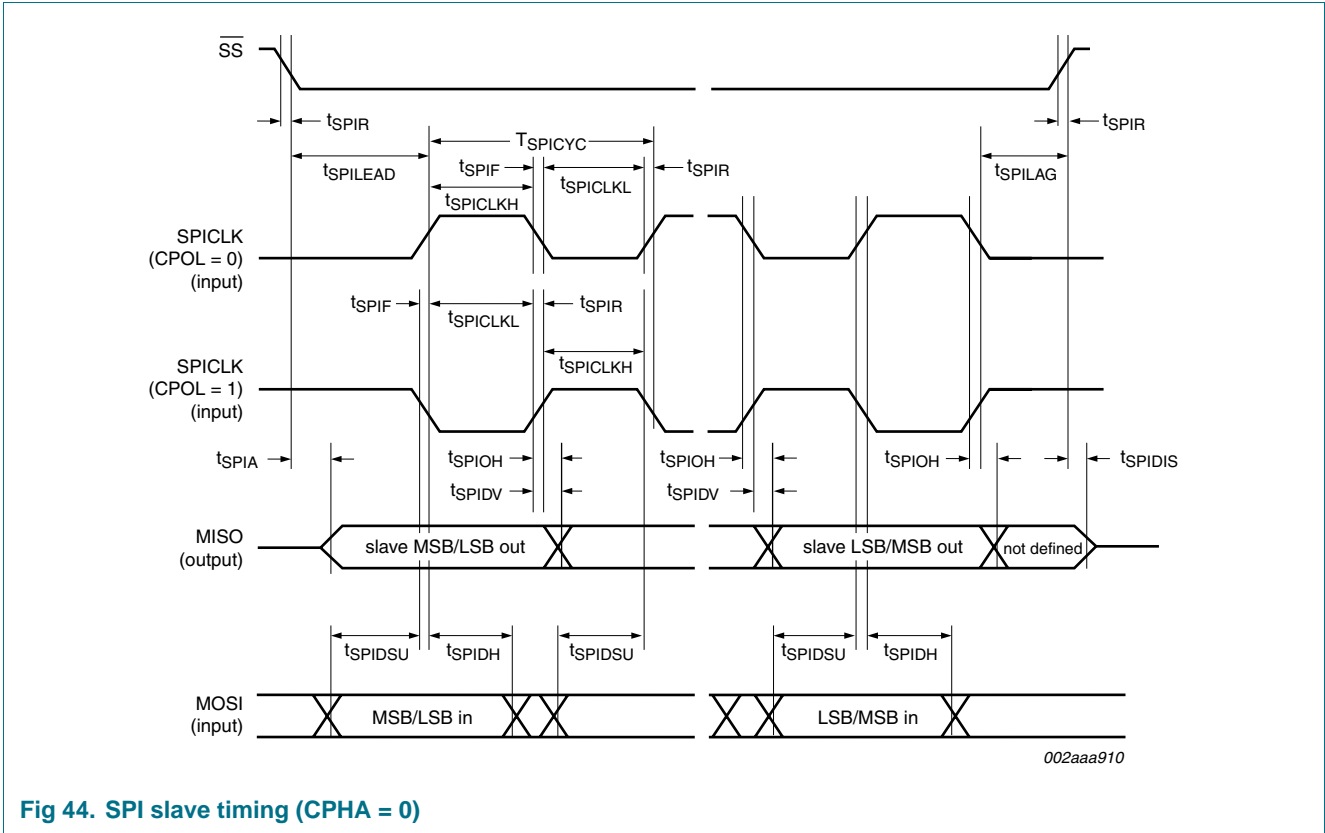 SS
tSPIR
tSPIR
TSPICYC
tSPILEAD
tSPIF
tSPICLKL
tSPIR
tSPILAG
tSPICLKH
SPICLK
(CPOL = 0)
(input)
tSPIF
tSPICLKL
tSPIR
tSPICLKH
SPICLK
(CPOL = 1)
(input)
tSPIA
tSPIOH
tSPIOH
tSPIOH
tSPIDIS
tSPIDV
tSPIDV
MISO
(output)
slave MSB/LSB out
slave LSB/MSB out
not defined
tSPIDSU
tSPIDH
tSPIDSU
tSPIDSU
tSPIDH
MOSI
(input)
MSB/LSB in
LSB/MSB in
002aaa910
Fig 44. SPI slave timing (CPHA = 0)